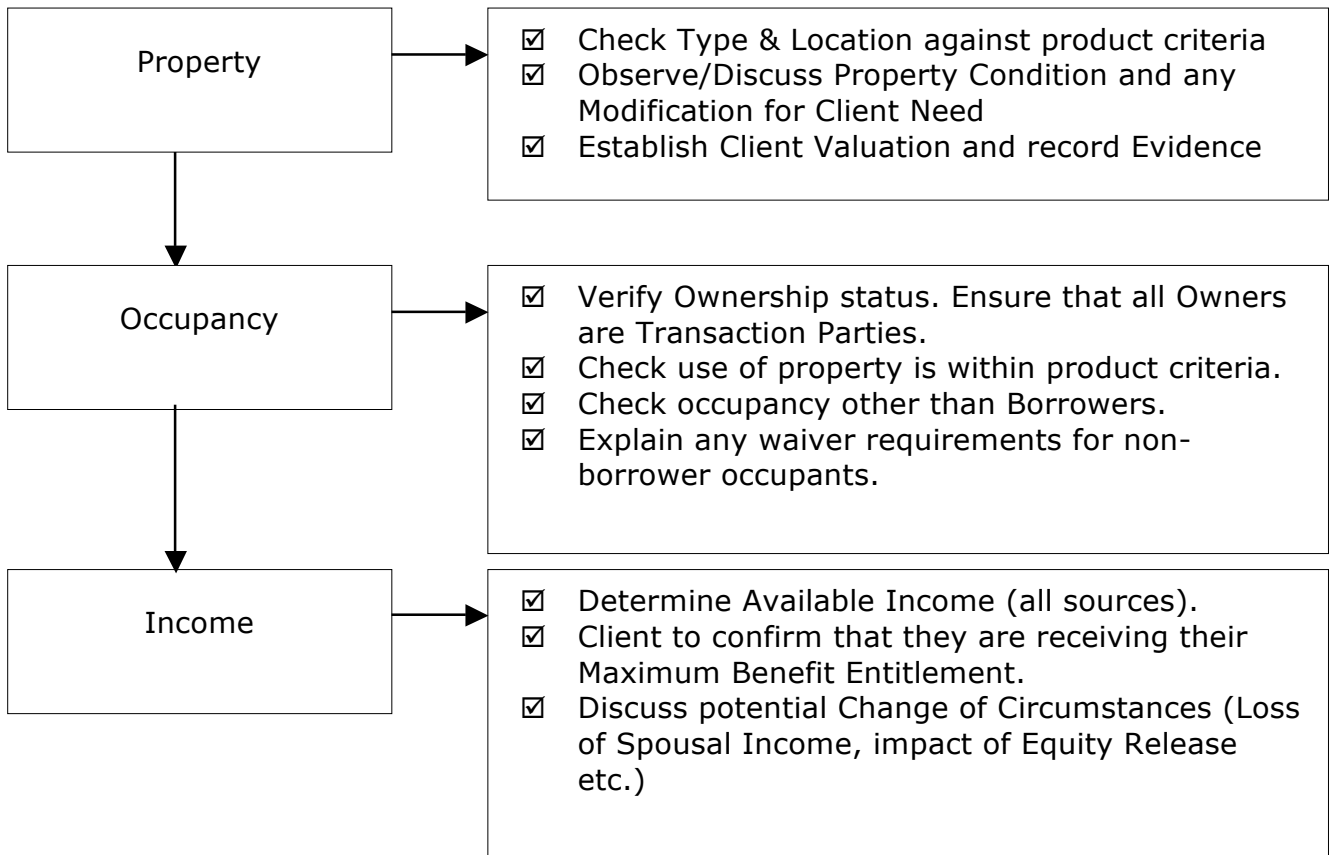 Property
☑ Check Type & Location against product criteria
☑ Observe/Discuss Property Condition and any
Modification for Client Need
☑ Establish Client Valuation and record Evidence
Occupancy
☑ Verify Ownership status. Ensure that all Owners
are Transaction Parties.
☑ Check use of property is within product criteria.
☑ Check occupancy other than Borrowers.
☑ Explain any waiver requirements for non-
borrower occupants.
Income
☑ Determine Available Income (all sources).
☑ Client to confirm that they are receiving their
Maximum Benefit Entitlement.
☑ Discuss potential Change of Circumstances (Loss
of Spousal Income, impact of Equity Release
etc.)